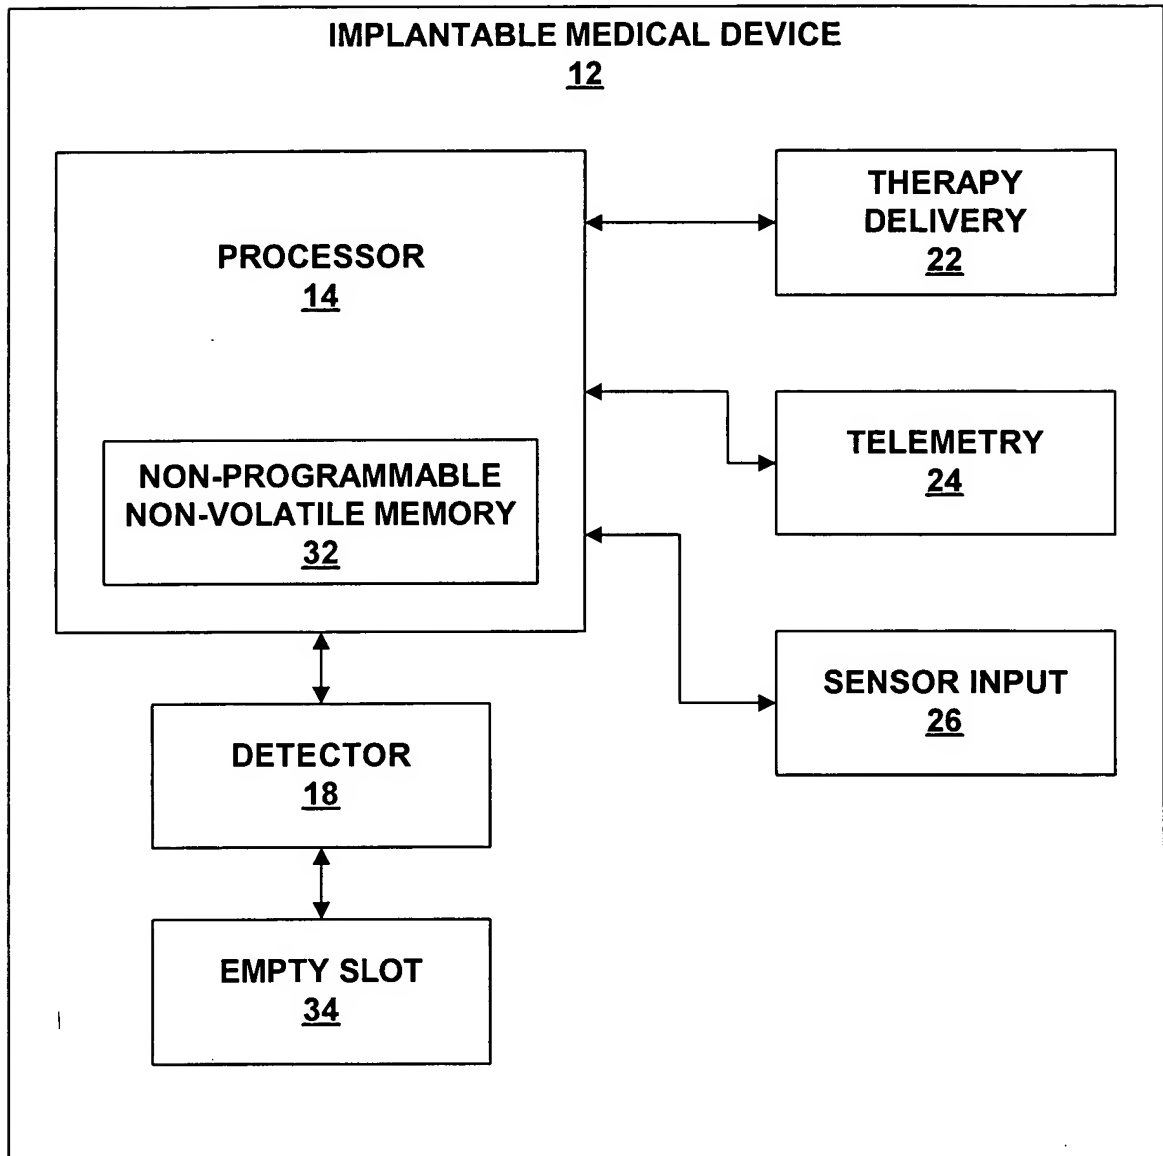 IMPLANTABLE MEDICAL DEVICE
12
PROCESSOR
14
NON-PROGRAMMABLE
NON-VOLATILE MEMORY
32
THERAPY
DELIVERY
22
TELEMETRY
24
SENSOR INPUT
26
DETECTOR
18
EMPTY SLOT
34